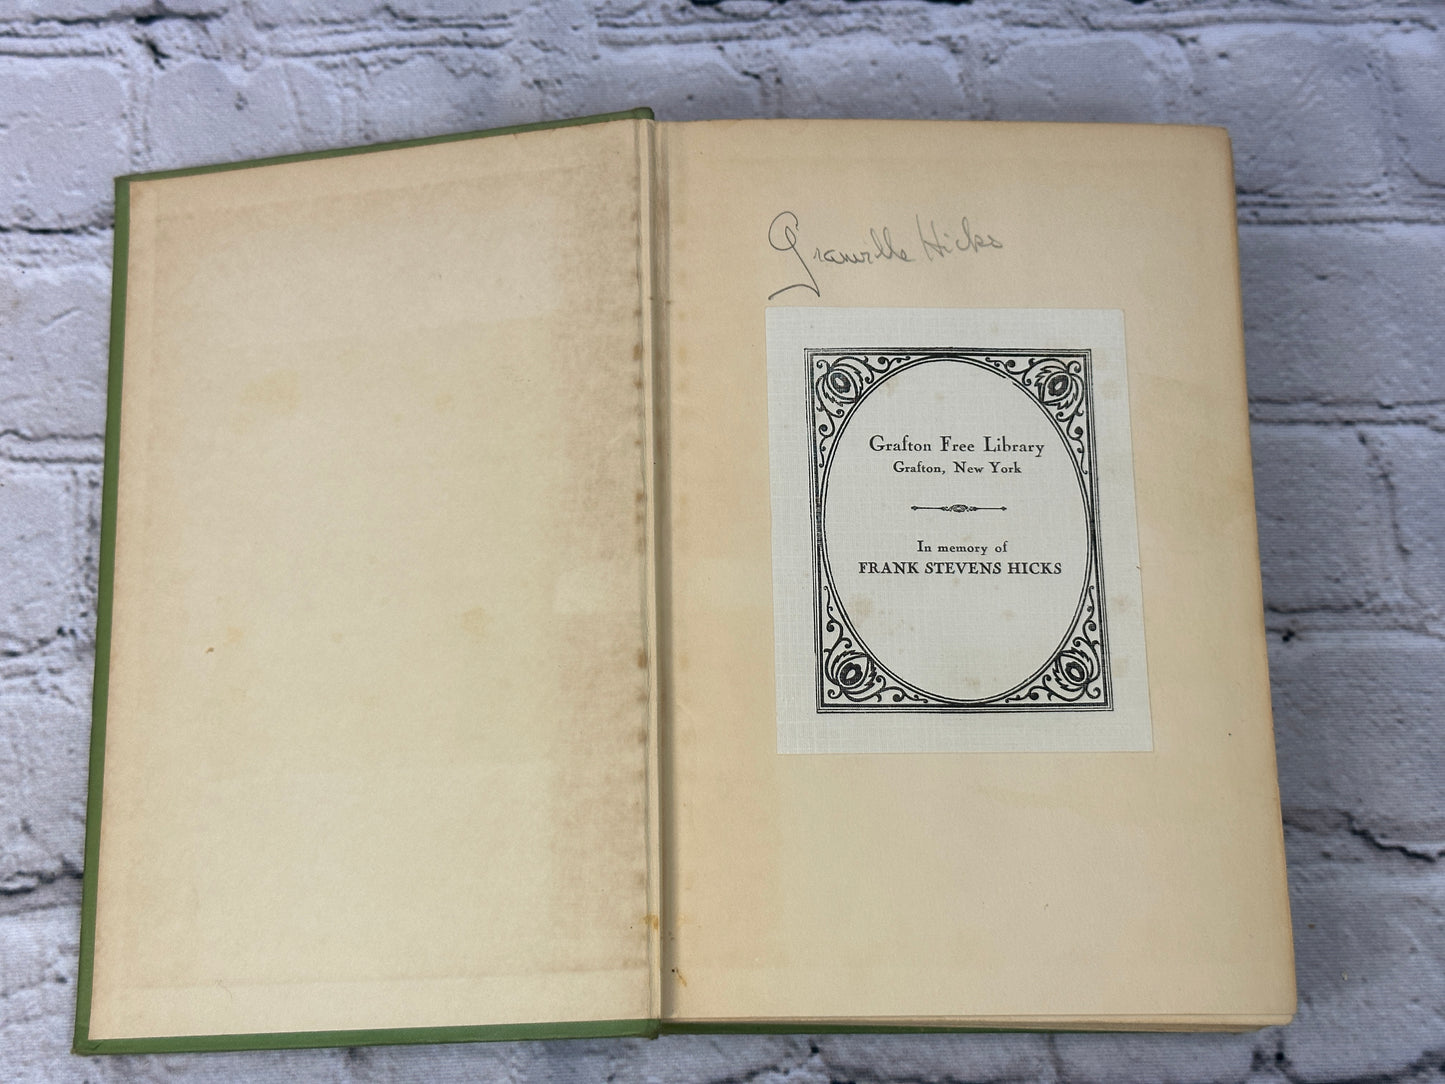 Granville Hicks
Grafton Free Library
Grafton, New York
In memory of
FRANK STEVENS HICKS